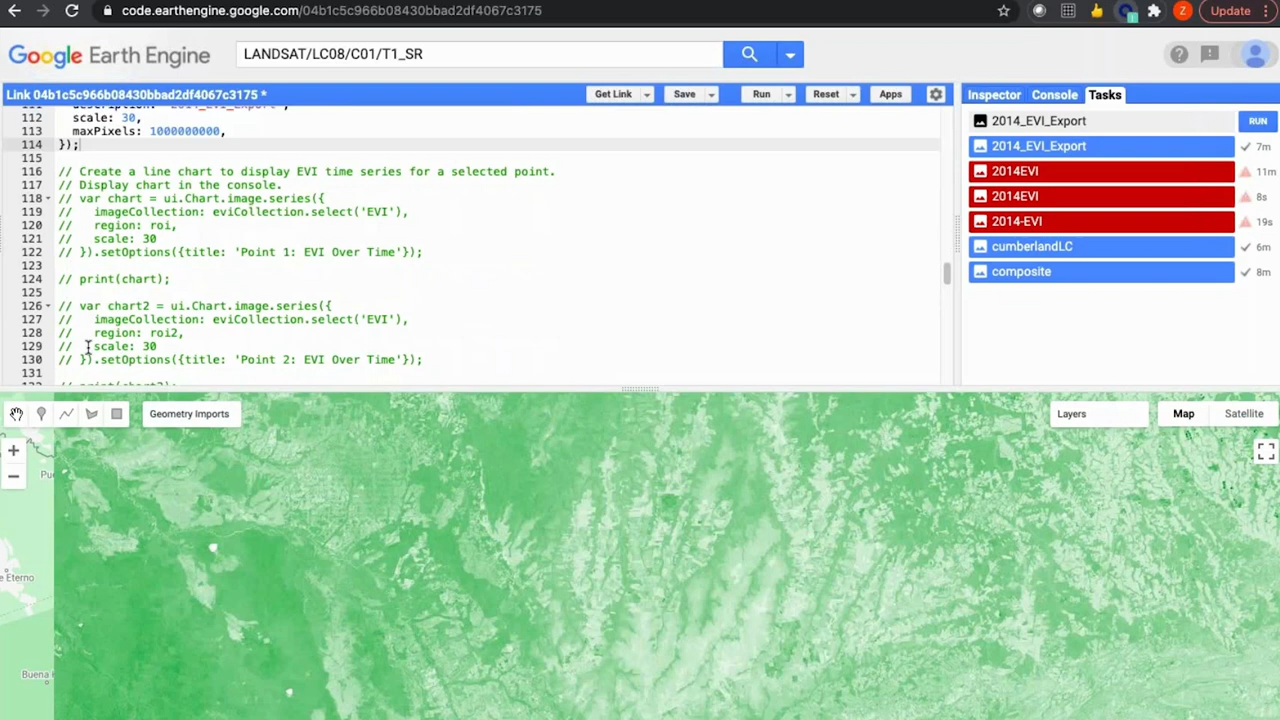 code.earthengine.google.com/04b1c5c966b08430bbad2df4067c3175
Z
Update
Google Earth Engine
LANDSAT/LC08/C01/T1_SR
Link 04b1c5c966b08430bbad2df4067c3175 *
Get Link
Save
Run
Reset
Apps
Inspector
Console
Tasks
112 scale: 30,
113 maxPixels: 1000000000,
114 });
115
116 // Create a line chart to display EVI time series for a selected point.
117 // Display chart in the console.
118 // var chart = ui.Chart.image.series({
119 // imageCollection: eviCollection.select('EVI'),
120 // region: roi,
121 // scale: 30
122 // }).setOptions({title: 'Point 1: EVI Over Time'});
123
124 // print(chart);
125
126 // var chart2 = ui.Chart.image.series({
127 // imageCollection: eviCollection.select('EVI'),
128 // region: roi2,
129 // scale: 30
130 // }).setOptions({title: 'Point 2: EVI Over Time'});
131
2014_EVI_Export RUN
2014_EVI_Export 7m
2014EVI 11m
2014EVI 8s
2014-EVI 19s
cumberlandLC 6m
composite 8m
Geometry Imports
Layers
Map
Satellite
+
−
e Eterno
Buena